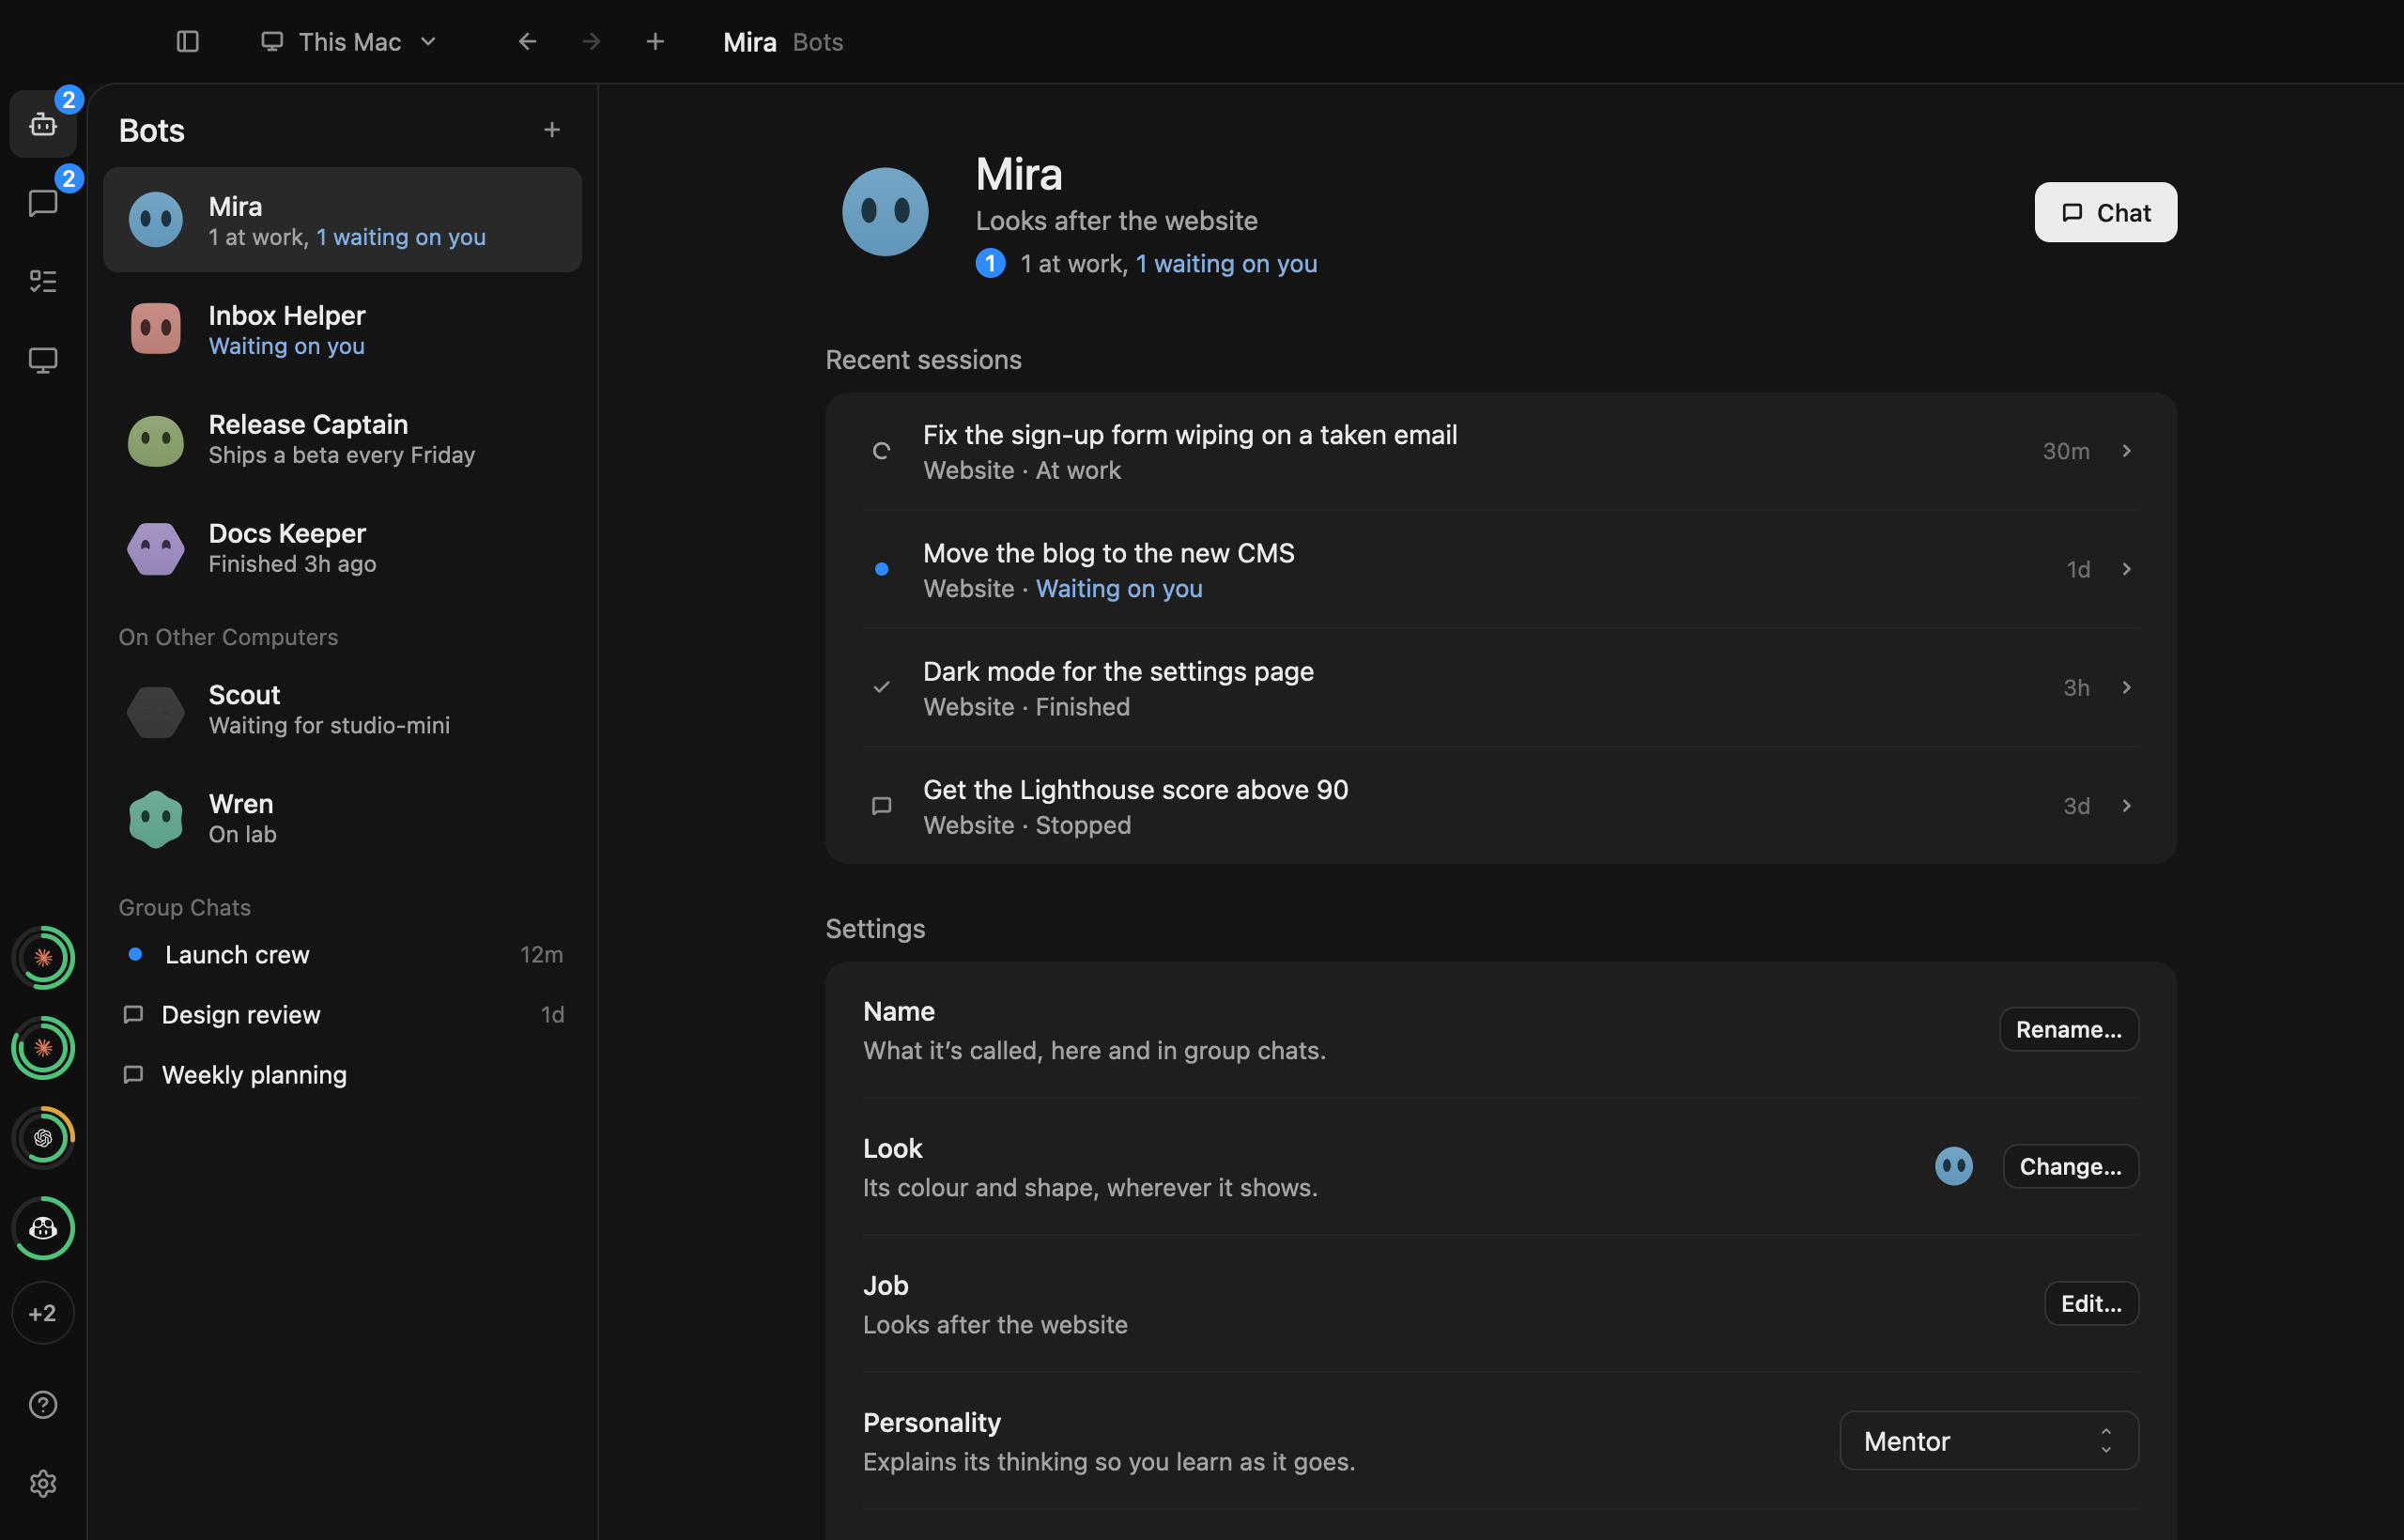 This Mac
Mira Bots
2
2
Bots
Mira
1 at work, 1 waiting on you
Inbox Helper
Waiting on you
Release Captain
Ships a beta every Friday
Docs Keeper
Finished 3h ago
On Other Computers
Scout
Waiting for studio-mini
Wren
On lab
Group Chats
Launch crew 12m
Design review 1d
Weekly planning
+2
Mira
Looks after the website
1 1 at work, 1 waiting on you
Chat
Recent sessions
Fix the sign-up form wiping on a taken email
Website · At work
30m
Move the blog to the new CMS
Website · Waiting on you
1d
Dark mode for the settings page
Website · Finished
3h
Get the Lighthouse score above 90
Website · Stopped
3d
Settings
Name
What it’s called, here and in group chats.
Rename…
Look
Its colour and shape, wherever it shows.
Change…
Job
Looks after the website
Edit…
Personality
Explains its thinking so you learn as it goes.
Mentor